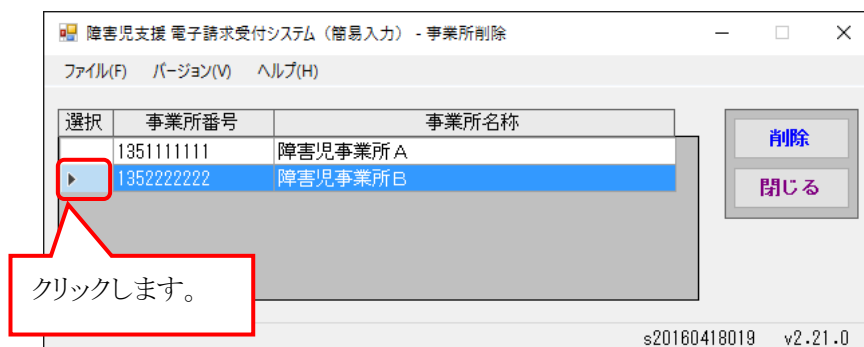 障害児支援 電子請求受付システム（簡易入力） - 事業所削除
ファイル(F) バージョン(V) ヘルプ(H)
選択 事業所番号 事業所名称
1351111111 障害児事業所Ａ
1352222222 障害児事業所Ｂ
削除
閉じる
クリックします。
s20160418019 v2.21.0